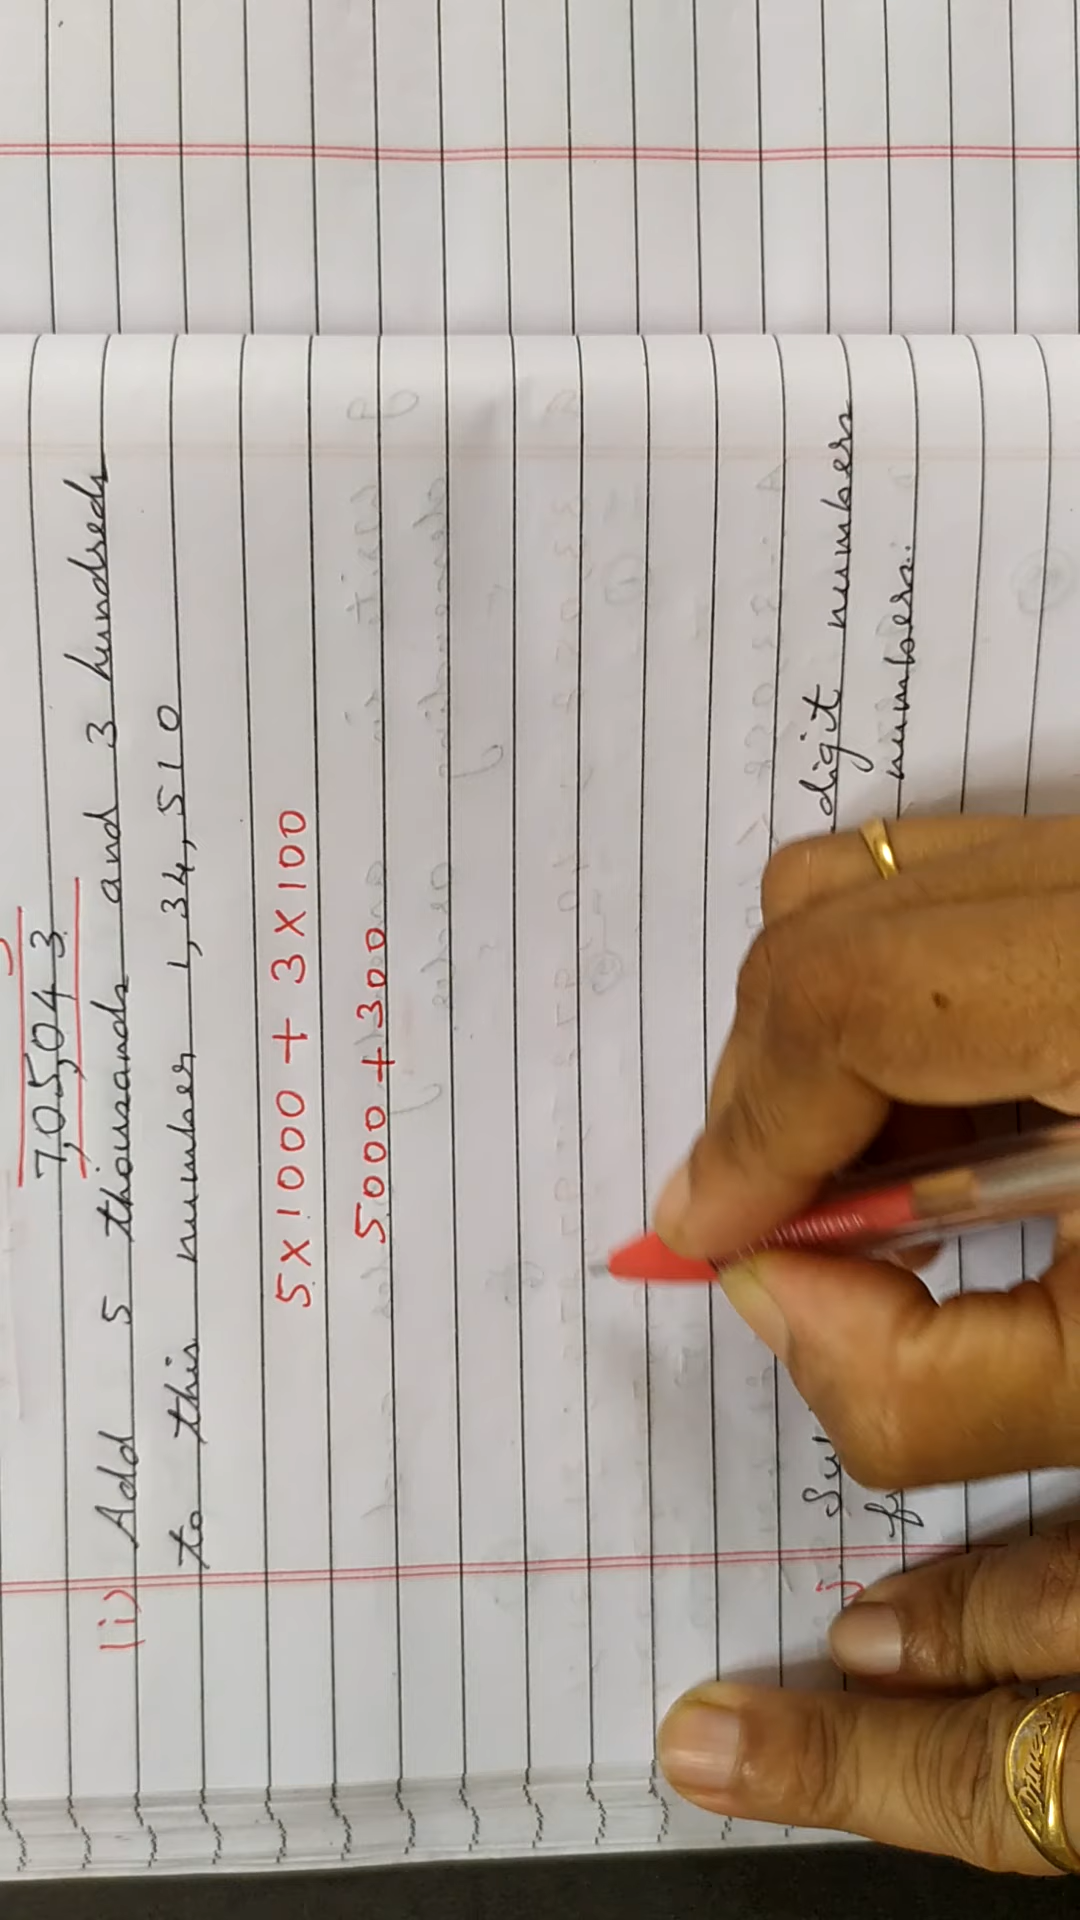 7,05,043
(i) Add 5 thousands and 3 hundreds
to this number 1,34,510
5 × 1000 + 3 × 100
5000 + 300
digit numbers
numbers.